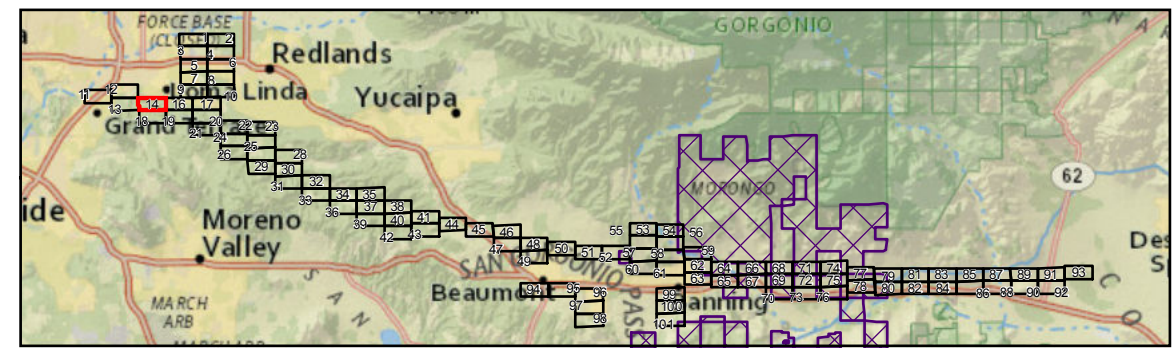 FORCE BASE
(CLOSED)
GORGONIO
Redlands
Loma Linda
Yucaipa
Grand Terrace
62
MORONGO
ide
Moreno
Valley
SAN GORGONIO PASS
Beaumont
Banning
MARCH
ARB
MARCH ARB
S A N
De
S
C
O
1 2
3 4
5 6
7 8
9 10
11 12
13 14 16 17
18 19 20
21 22 23
24 25
26 28
29 30
31 32
33 34 35
36 37 38
39 40 41
42 43 44 45 46
47 48
49 50 51 52
53 54
55 56
57 58 59
60 61 62
63 64 66 68 71 74 77 79 81 83 85 87 89 91 93
65 67 69 72 75 78 80 82 84 86 88 90 92
70 73 76
94 95 96
97
98
99
100
101